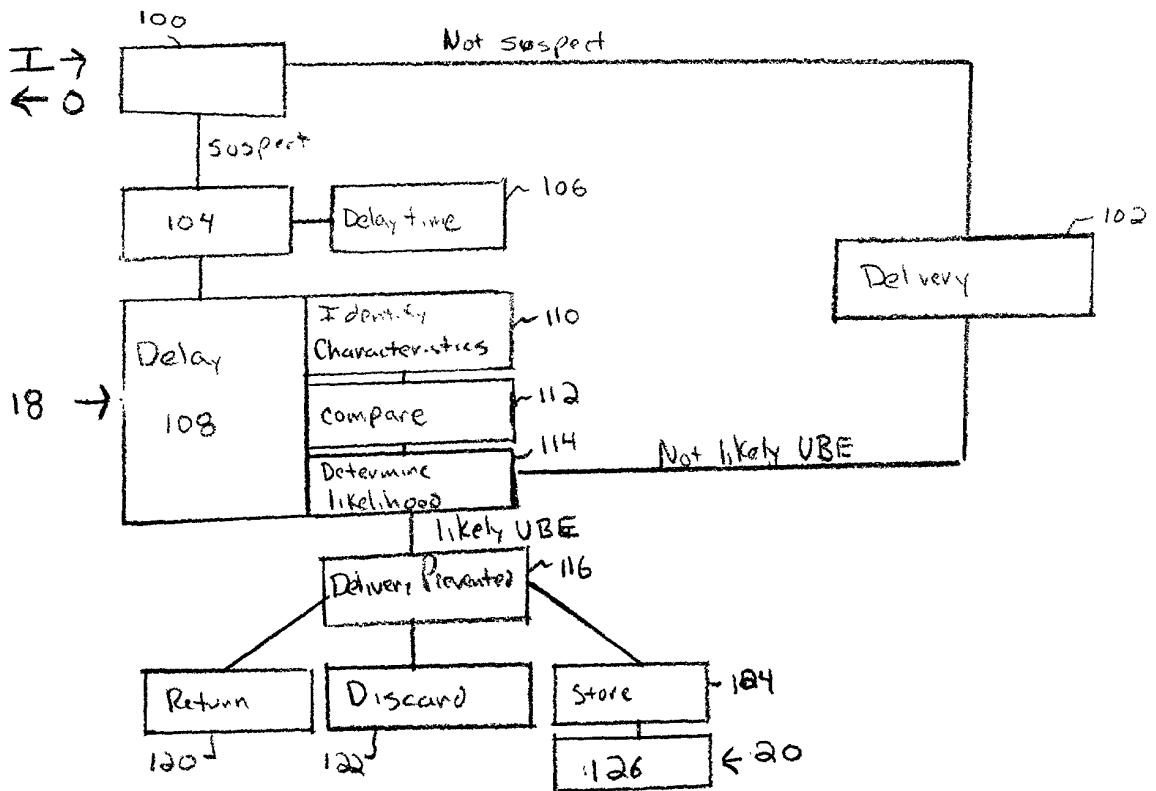 100
Not suspect
I →
← O
suspect
104
Delay time
106
102
Delivery
Identify
Characteristics
110
Delay
108
18 →
compare
112
114
Determine
likelihood
Not likely UBE
likely UBE
Delivery Prevented
116
Return
Discard
Store
124
120
122
126
← 20